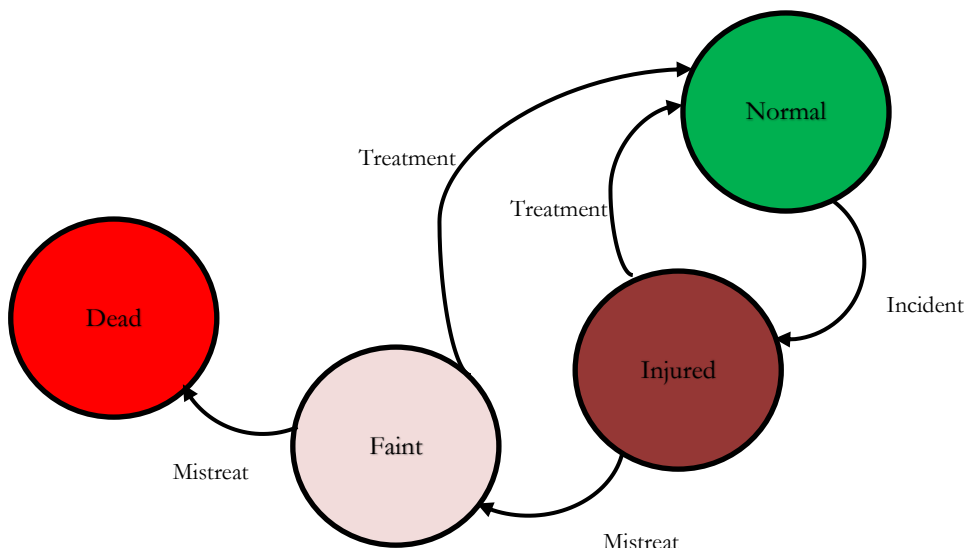 Normal
Treatment
Treatment
Incident
Dead
Injured
Faint
Mistreat
Mistreat